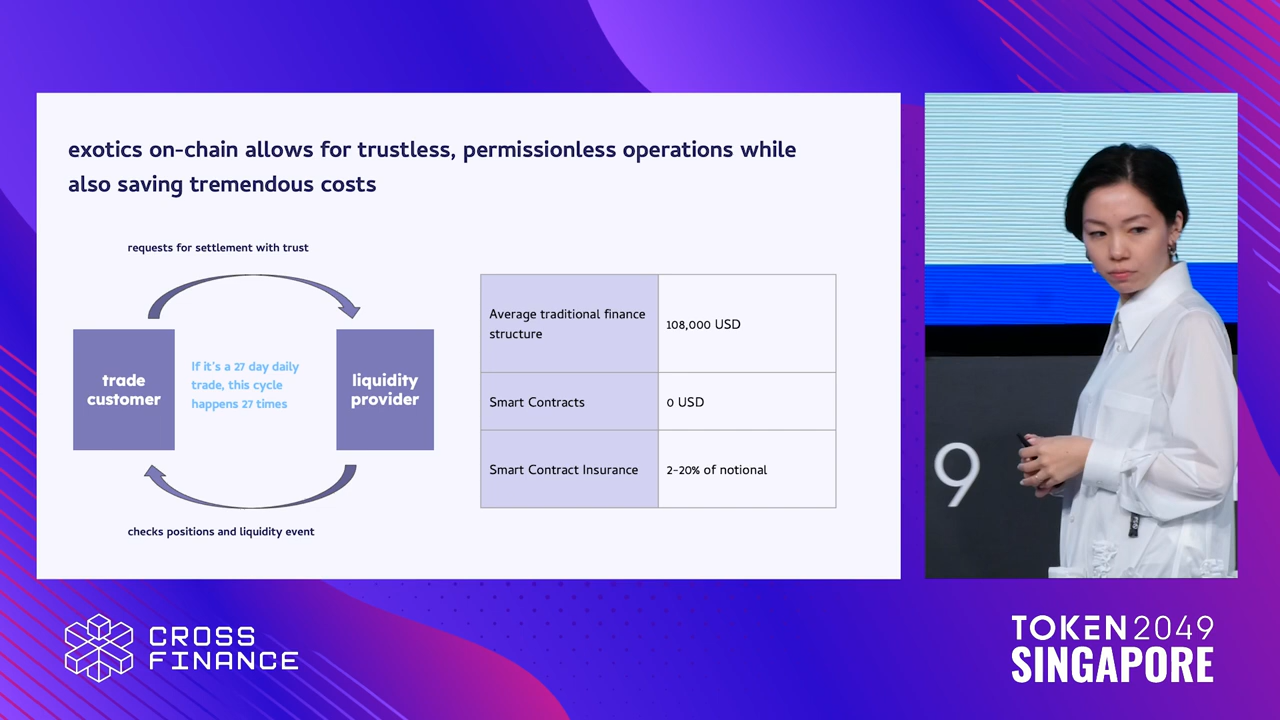 exotics on-chain allows for trustless, permissionless operations while
also saving tremendous costs
requests for settlement with trust
trade
customer
If it's a 27 day daily
trade, this cycle
happens 27 times
liquidity
provider
checks positions and liquidity event
Average traditional finance
structure
108,000 USD
Smart Contracts
0 USD
Smart Contract Insurance
2-20% of notional
9
CROSS
FINANCE
TOKEN2049
SINGAPORE